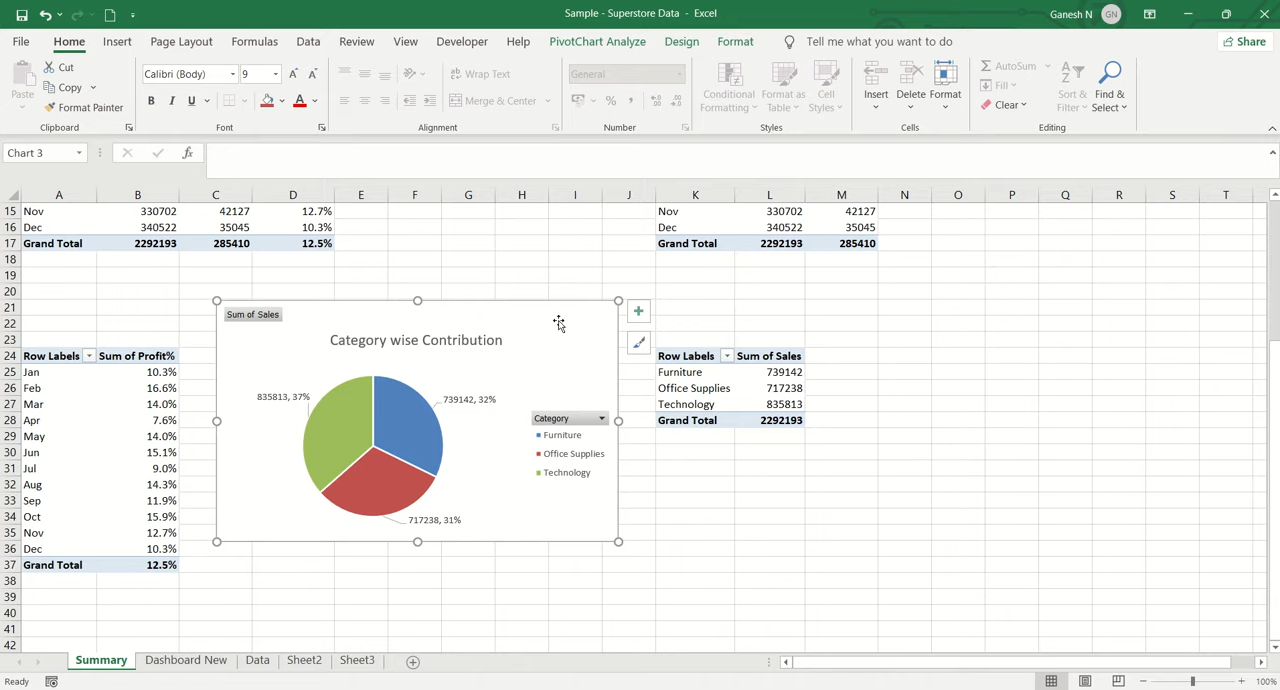 Sample - Superstore Data - Excel
Ganesh N GN
File Home Insert Page Layout Formulas Data Review View Developer Help PivotChart Analyze Design Format Tell me what you want to do Share
Paste
Cut
Copy
Format Painter
Clipboard
Calibri (Body) 9
B I U
Font
Wrap Text
Merge & Center
Alignment
General
Number
Conditional Formatting
Format as Table
Cell Styles
Styles
Insert Delete Format
Cells
AutoSum
Fill
Clear
Sort & Filter
Find & Select
Editing
Chart 3 fx
A B C D E F G H I J K L M N O P Q R S T
15 Nov 330702 42127 12.7% Nov 330702 42127
16 Dec 340522 35045 10.3% Dec 340522 35045
17 Grand Total 2292193 285410 12.5% Grand Total 2292193 285410
18
19
20
21
22
23
24 Row Labels Sum of Profit% Row Labels Sum of Sales
25 Jan 10.3% Furniture 739142
26 Feb 16.6% Office Supplies 717238
27 Mar 14.0% Technology 835813
28 Apr 7.6% Grand Total 2292193
29 May 14.0%
30 Jun 15.1%
31 Jul 9.0%
32 Aug 14.3%
33 Sep 11.9%
34 Oct 15.9%
35 Nov 12.7%
36 Dec 10.3%
37 Grand Total 12.5%
38
39
40
41
42
Sum of Sales
Category wise Contribution
835813, 37%
739142, 32%
717238, 31%
Category
Furniture
Office Supplies
Technology
Summary Dashboard New Data Sheet2 Sheet3
Ready 100%